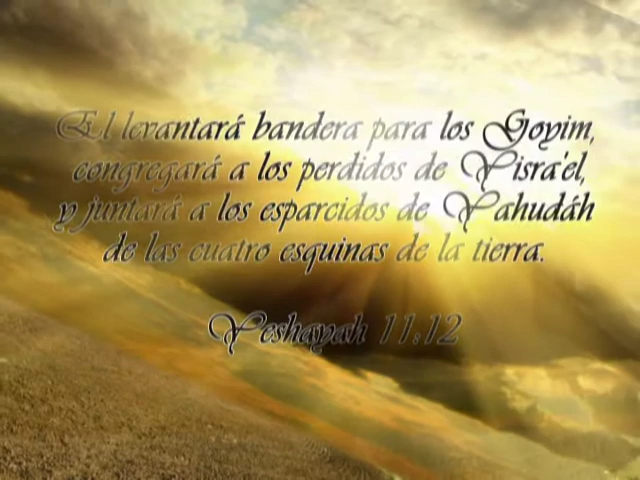 El levantará bandera para los Goyim,
congregará a los perdidos de Yisra'el,
y juntará a los esparcidos de Yahudáh
de las cuatro esquinas de la tierra.
Yeshayah 11:12